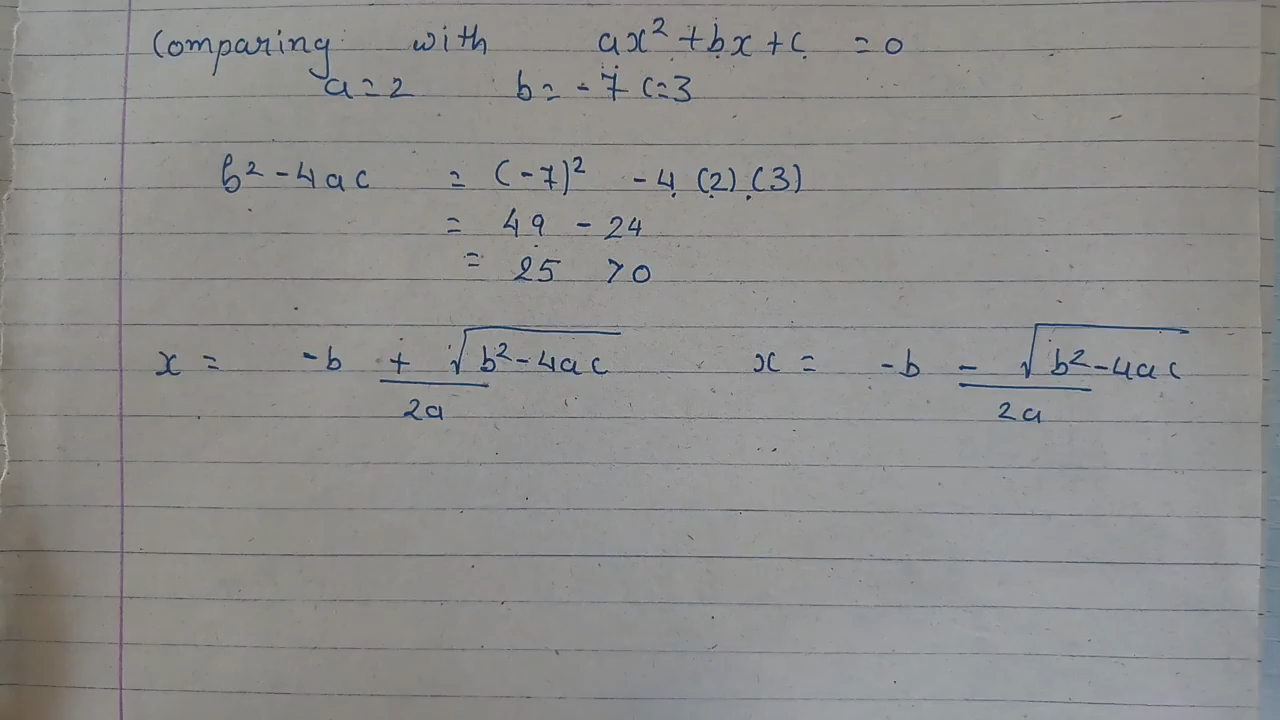 Comparing with ax² + bx + c = 0
a = 2 b = -7 c = 3
b² - 4ac = (-7)² - 4 (2) (3)
= 49 - 24
= 25 > 0
x = -b + √b² - 4ac x = -b - √b² - 4ac
2a 2a